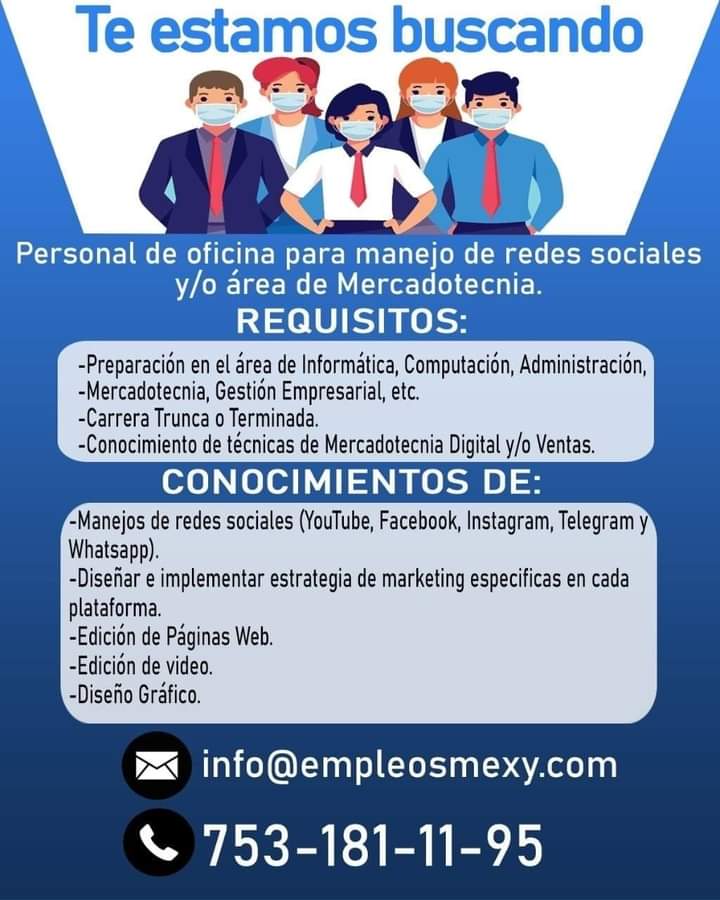 Te estamos buscando
Personal de oficina para manejo de redes sociales
y/o área de Mercadotecnia.
REQUISITOS:
-Preparación en el área de Informática, Computación, Administración,
-Mercadotecnia, Gestión Empresarial, etc.
-Carrera Trunca o Terminada.
-Conocimiento de técnicas de Mercadotecnia Digital y/o Ventas.
CONOCIMIENTOS DE:
-Manejos de redes sociales (YouTube, Facebook, Instagram, Telegram y
Whatsapp).
-Diseñar e implementar estrategia de marketing especificas en cada
plataforma.
-Edición de Páginas Web.
-Edición de video.
-Diseño Gráfico.
info@empleosmexy.com
753-181-11-95